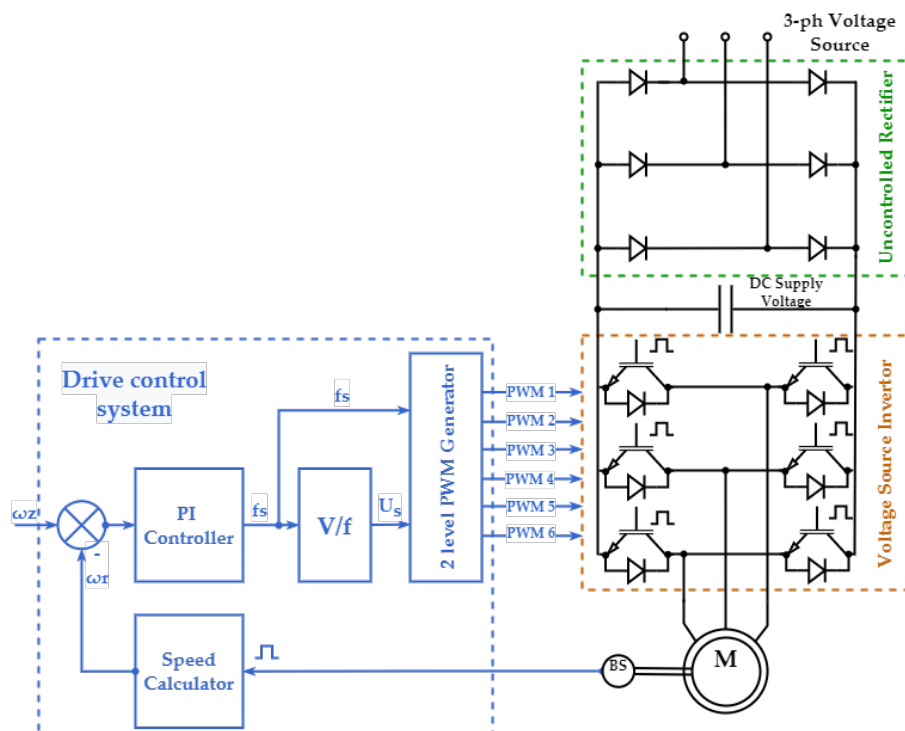 3-ph Voltage
Source
Uncontrolled Rectifier
DC Supply
Voltage
Drive control
system
fs
2 level PWM Generator
PWM 1
PWM 2
PWM 3
PWM 4
PWM 5
PWM 6
Voltage Source Invertor
ωz
-
ωr
PI
Controller
fs
V/f
U_s
Speed
Calculator
BS
M